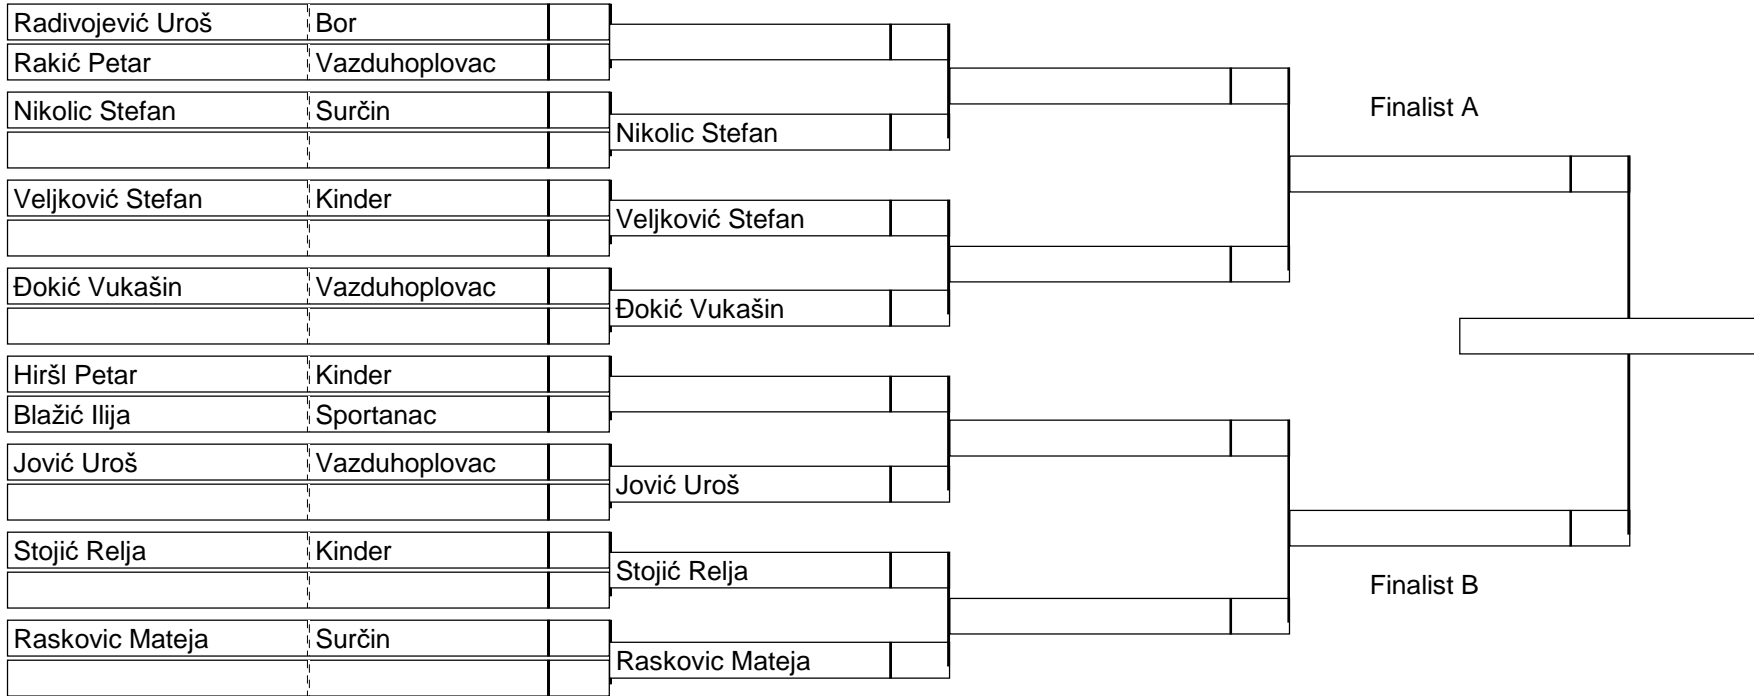 Radivojević Uroš Bor
Rakić Petar Vazduhoplovac
Nikolic Stefan Surčin
Nikolic Stefan
Veljković Stefan Kinder
Veljković Stefan
Đokić Vukašin Vazduhoplovac
Đokić Vukašin
Hiršl Petar Kinder
Blažić Ilija Sportanac
Jović Uroš Vazduhoplovac
Jović Uroš
Stojić Relja Kinder
Stojić Relja
Raskovic Mateja Surčin
Raskovic Mateja
Finalist A
Finalist B